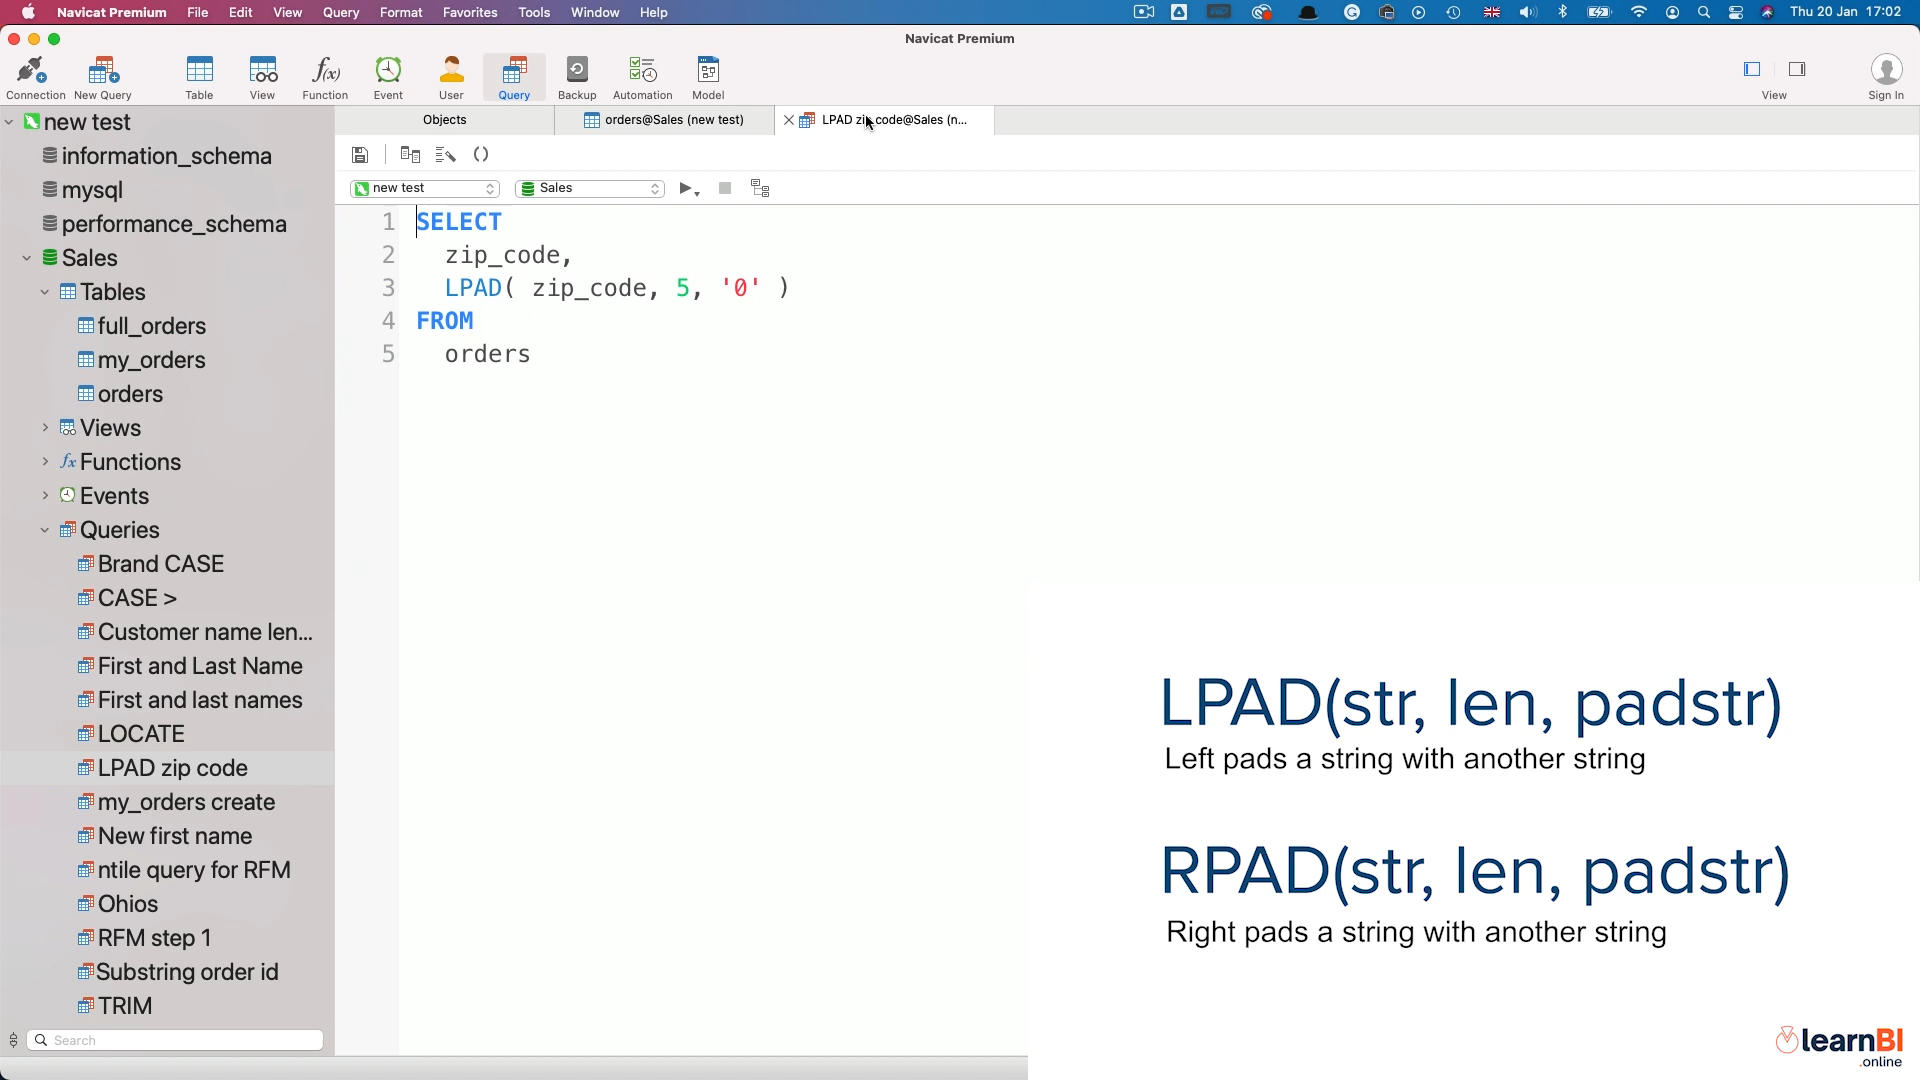 Navicat Premium File Edit View Query Format Favorites Tools Window Help Thu 20 Jan 17:02
Navicat Premium
Connection New Query Table View Function Event User Query Backup Automation Model View Sign In
Objects orders@Sales (new test) LPAD zip code@Sales (n...
new test
information_schema
mysql
performance_schema
Sales
Tables
full_orders
my_orders
orders
Views
fx Functions
Events
Queries
Brand CASE
CASE >
Customer name len...
First and Last Name
First and last names
LOCATE
LPAD zip code
my_orders create
New first name
ntile query for RFM
Ohios
RFM step 1
Substring order id
TRIM
Search
new test Sales
1 SELECT
2 zip_code,
3 LPAD( zip_code, 5, '0' )
4 FROM
5 orders
LPAD(str, len, padstr)
Left pads a string with another string
RPAD(str, len, padstr)
Right pads a string with another string
learnBI
.online